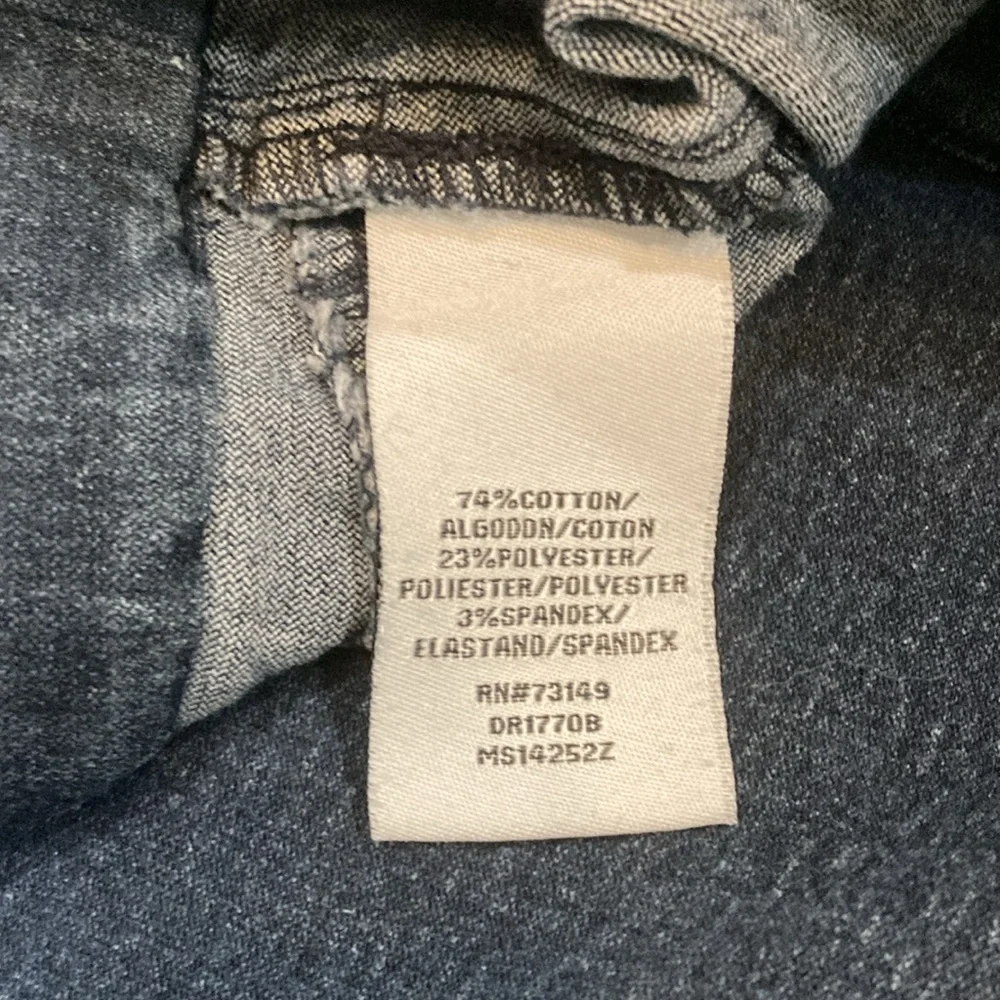 74%COTTON/
ALGODON/COTON
23%POLYESTER/
POLIESTER/POLYESTER
3%SPANDEX/
ELASTANO/SPANDEX
RN#73149
DR1770B
MS14252Z